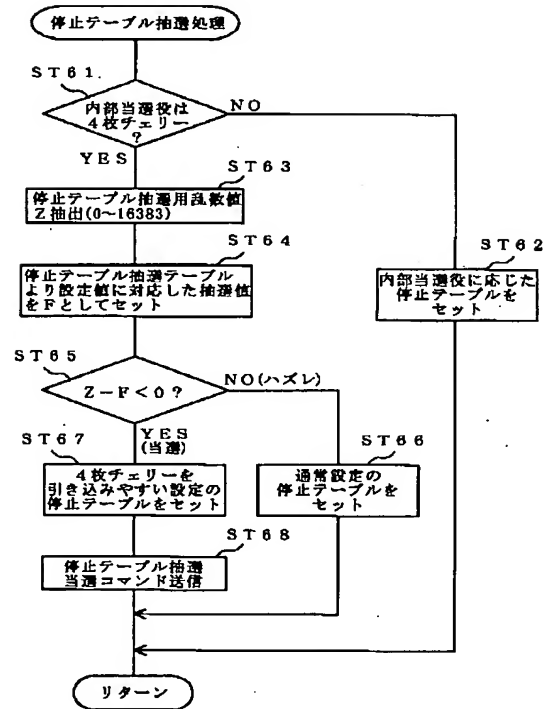 停止テーブル抽選処理
ST61
内部当選役は
4枚チェリー
?
NO
YES
ST63
停止テーブル抽選用乱数値
Z抽出(0~16383)
ST64
停止テーブル抽選テーブル
より設定値に対応した抽選値
をFとしてセット
ST62
内部当選役に応じた
停止テーブルを
セット
ST65
Z-F<0?
NO(ハズレ)
YES
(当選)
ST67
4枚チェリーを
引き込みやすい設定の
停止テーブルをセット
ST66
通常設定の
停止テーブルを
セット
ST68
停止テーブル抽選
当選コマンド送信
リターン